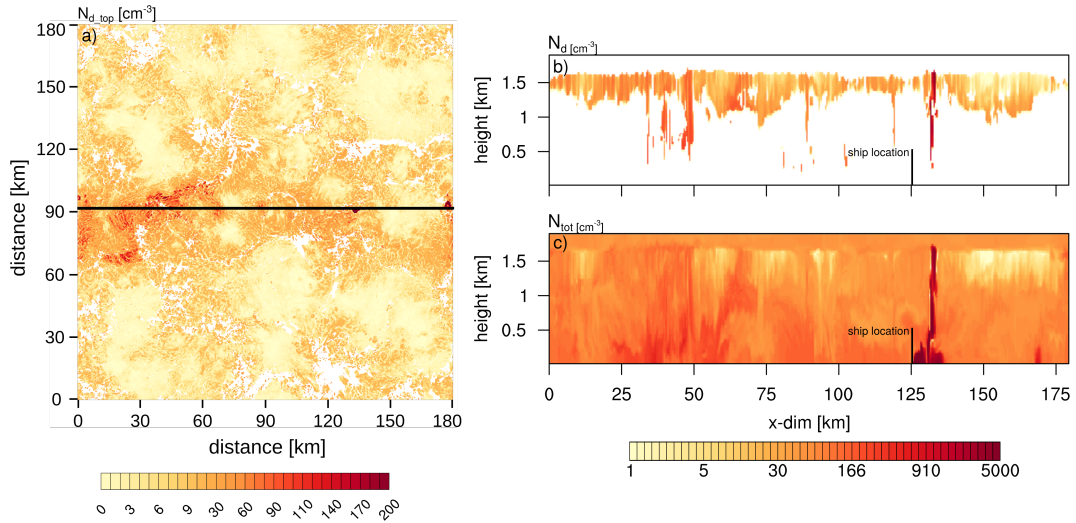 N_d_top [cm⁻³]
a)
180
150
120
90
60
30
0
distance [km]
0 30 60 90 120 150 180
distance [km]
0 3 6 9 30 60 90 110 140 170 200
N_d [cm⁻³]
b)
1.5
1
0.5
height [km]
ship location
N_tot [cm⁻³]
c)
1.5
1
0.5
height [km]
ship location
0 25 50 75 100 125 150 175
x-dim [km]
1 5 30 166 910 5000